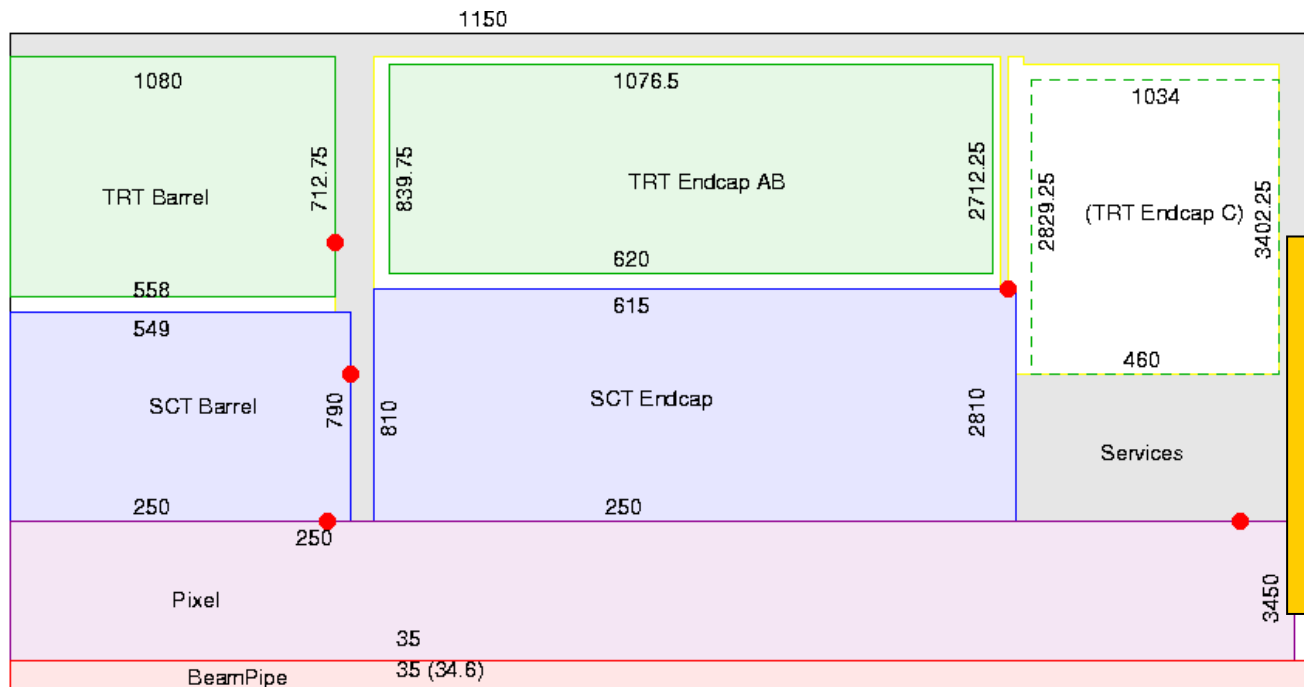 1150
1080
1076.5
1034
712.75
839.75
2712.25
2829.25
3402.25
TRT Barrel
TRT Endcap AB
(TRT Endcap C)
558
620
549
615
460
SCT Barrel
790
810
SCT Endcap
2810
Services
250
250
250
Pixel
3450
35
BeamPipe
35 (34.6)